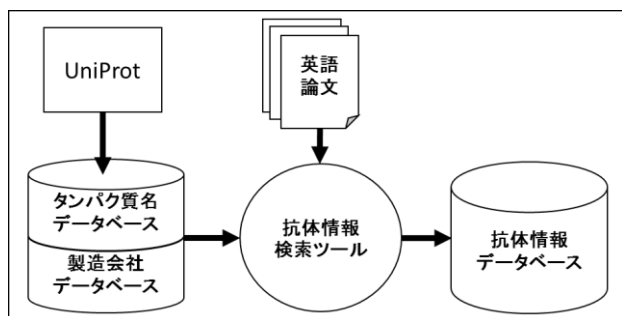 UniProt
英語
論文
タンパク質名
データベース
製造会社
データベース
抗体情報
検索ツール
抗体情報
データベース